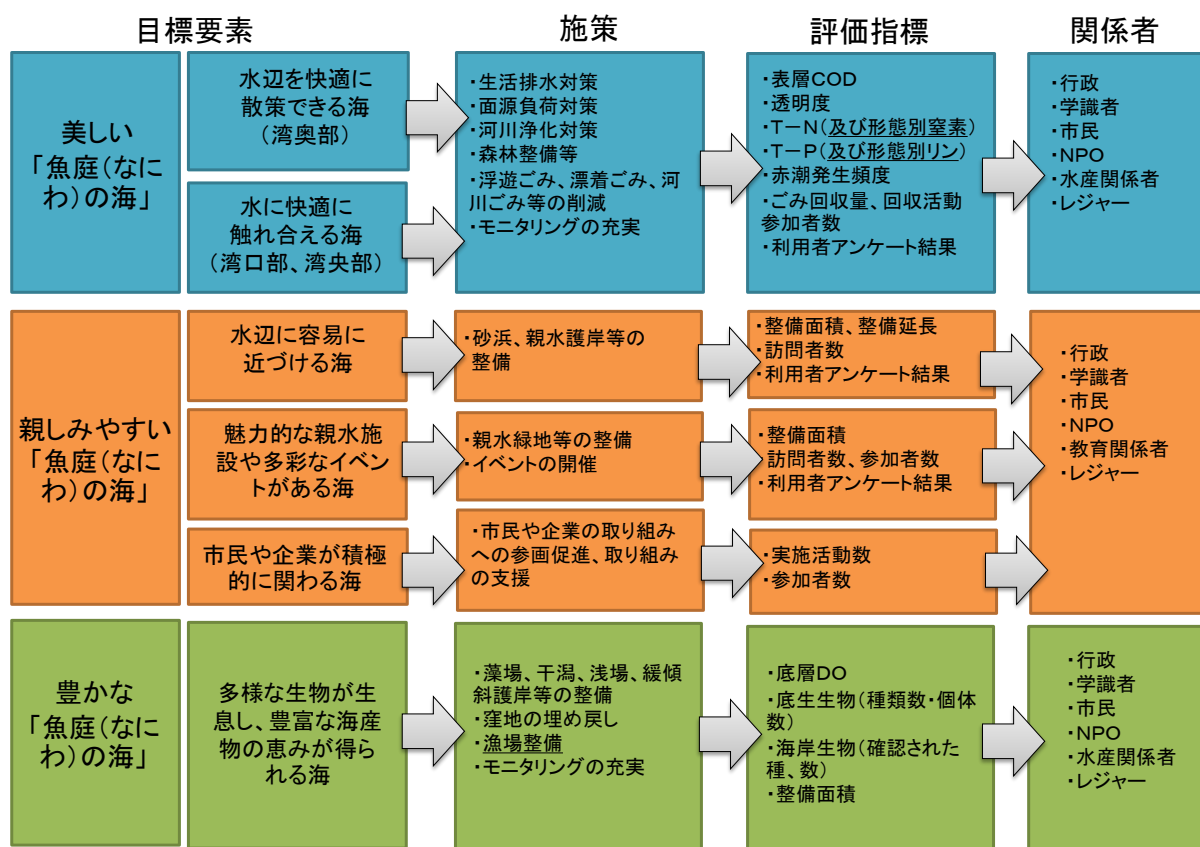 目標要素
施策
評価指標
関係者
美しい
「魚庭(なに
わ)の海」
水辺を快適に
散策できる海
(湾奥部)
水に快適に
触れ合える海
(湾口部、湾央部)
・生活排水対策
・面源負荷対策
・河川浄化対策
・森林整備等
・浮遊ごみ、漂着ごみ、河
川ごみ等の削減
・モニタリングの充実
・表層COD
・透明度
・T-N(及び形態別窒素)
・T-P(及び形態別リン)
・赤潮発生頻度
・ごみ回収量、回収活動
参加者数
・利用者アンケート結果
・行政
・学識者
・市民
・NPO
・水産関係者
・レジャー
親しみやすい
「魚庭(なに
わ)の海」
水辺に容易に
近づける海
・砂浜、親水護岸等の
整備
・整備面積、整備延長
・訪問者数
・利用者アンケート結果
魅力的な親水施
設や多彩なイベン
トがある海
・親水緑地等の整備
・イベントの開催
・整備面積
訪問者数、参加者数
・利用者アンケート結果
市民や企業が積極
的に関わる海
・市民や企業の取り組み
への参画促進、取り組み
の支援
・実施活動数
・参加者数
・行政
・学識者
・市民
・NPO
・教育関係者
・レジャー
豊かな
「魚庭(なに
わ)の海」
多様な生物が生
息し、豊富な海産
物の恵みが得ら
れる海
・藻場、干潟、浅場、緩傾
斜護岸等の整備
・窪地の埋め戻し
・漁場整備
・モニタリングの充実
・底層DO
・底生生物(種類数・個体
数)
・海岸生物(確認された
種、数)
・整備面積
・行政
・学識者
・市民
・NPO
・水産関係者
・レジャー